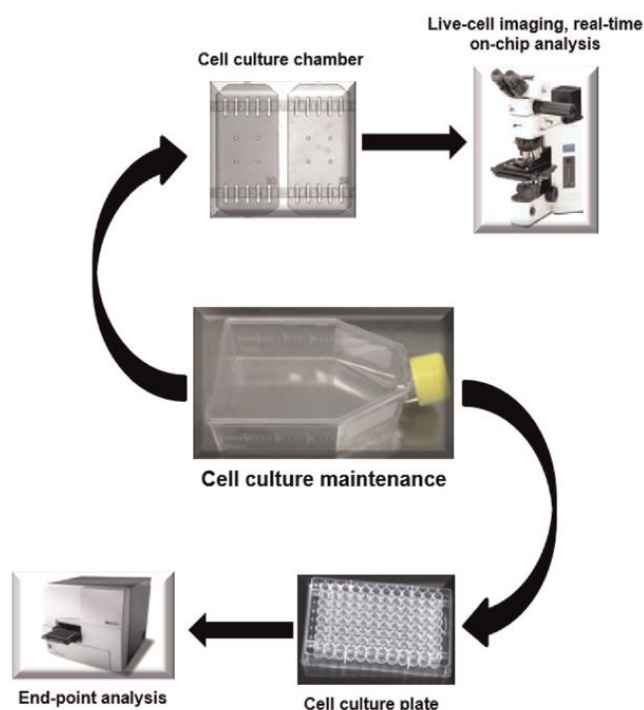 Live-cell imaging, real-time
on-chip analysis
Cell culture chamber
Cell culture maintenance
End-point analysis
Cell culture plate